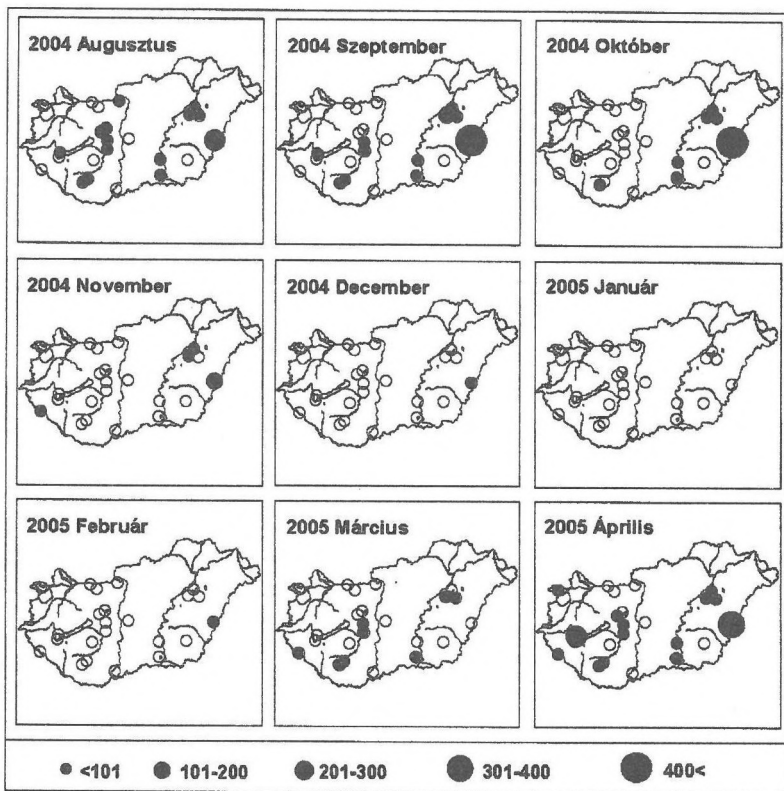 2004 Augusztus
2004 Szeptember
2004 Október
2004 November
2004 December
2005 Január
2005 Február
2005 Március
2005 Április
<101
101-200
201-300
301-400
400<